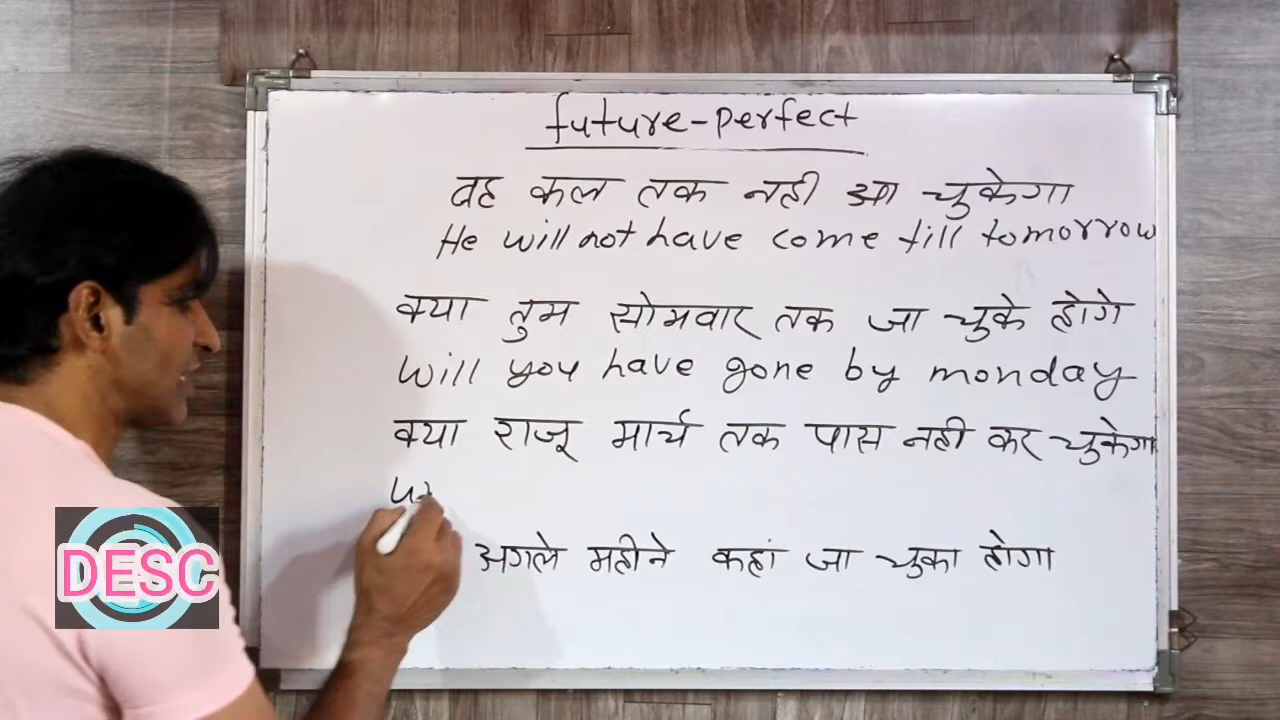 future-perfect
वह कल तक नही आ चुकेगा
He will not have come till tomorrow
क्या तुम सोमवार तक जा चुके होगे
will you have gone by monday
क्या राजू मार्च तक पास नही कर चुकेगा
अगले महीने कहां जा चुका होगा
DESC